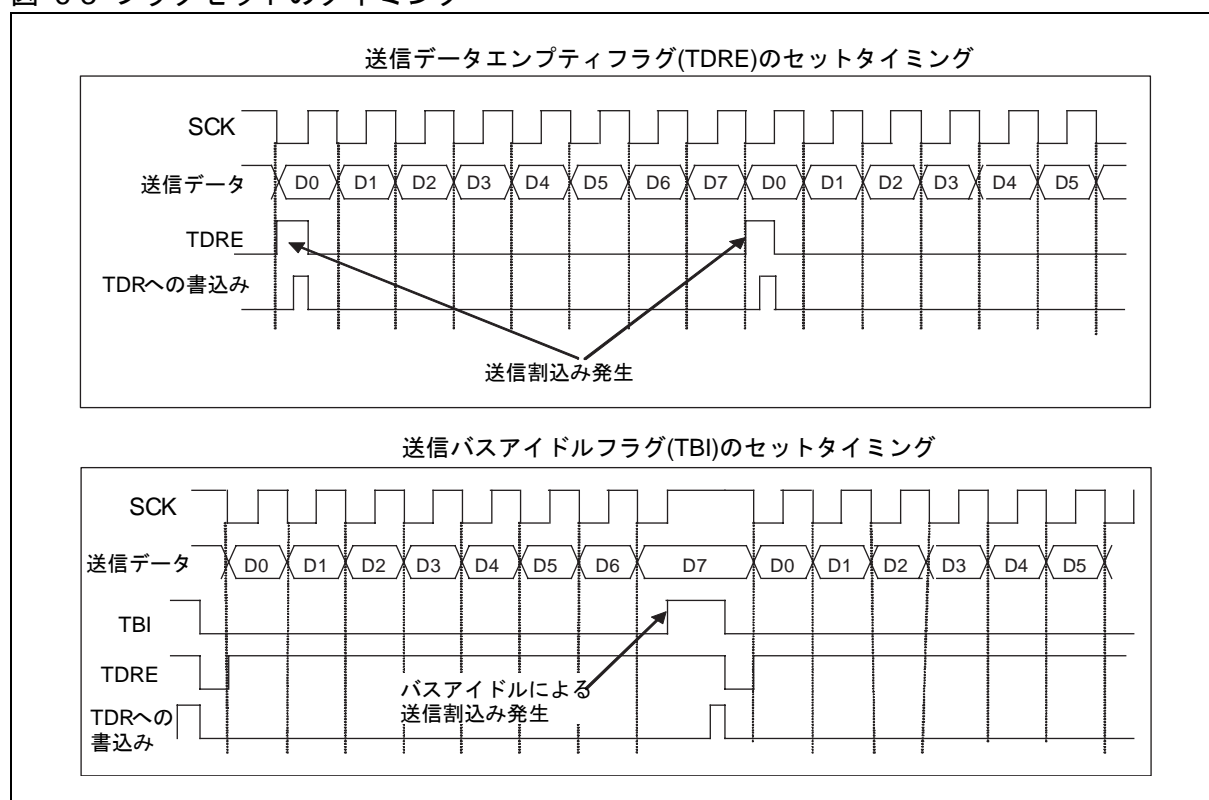 送信データエンプティフラグ(TDRE)のセットタイミング
SCK
送信データ D0 D1 D2 D3 D4 D5 D6 D7 D0 D1 D2 D3 D4 D5
TDRE
TDRへの書込み
送信割込み発生
送信バスアイドルフラグ(TBI)のセットタイミング
SCK
送信データ D0 D1 D2 D3 D4 D5 D6 D7 D0 D1 D2 D3 D4 D5
TBI
TDRE
バスアイドルによる
送信割込み発生
TDRへの
書込み